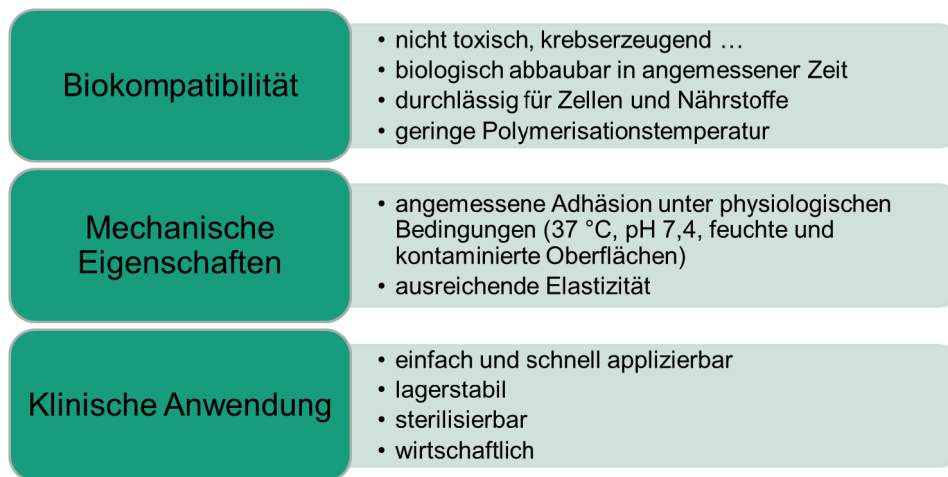 Biokompatibilität
• nicht toxisch, krebserzeugend …
• biologisch abbaubar in angemessener Zeit
• durchlässig für Zellen und Nährstoffe
• geringe Polymerisationstemperatur
Mechanische
Eigenschaften
• angemessene Adhäsion unter physiologischen
Bedingungen (37 °C, pH 7,4, feuchte und
kontaminierte Oberflächen)
• ausreichende Elastizität
Klinische Anwendung
• einfach und schnell applizierbar
• lagerstabil
• sterilisierbar
• wirtschaftlich